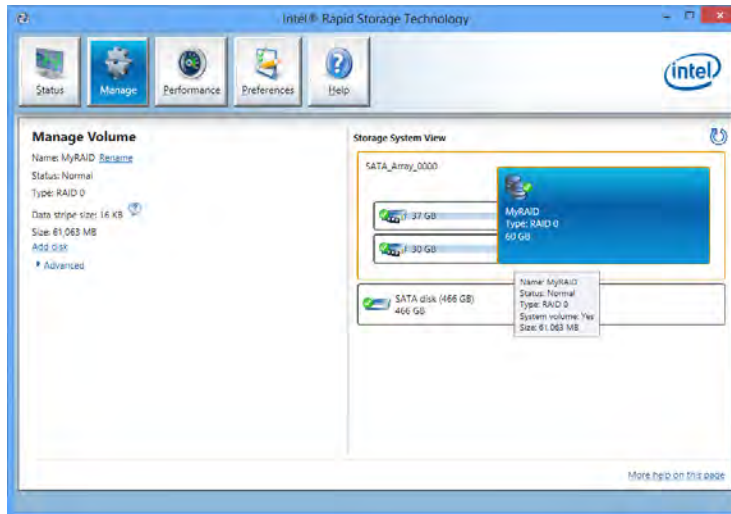 Intel® Rapid Storage Technology
Status
Manage
Performance
Preferences
Help
intel
Manage Volume
Name: MyRAID Rename
Status: Normal
Type: RAID 0
Data stripe size: 16 KB
Size: 61,063 MB
Add disk
Advanced
Storage System View
SATA_Array_0000
37 GB
30 GB
MyRAID
Type: RAID 0
60 GB
Name: MyRAID
Status: Normal
Type: RAID 0
System volume: Yes
Size: 61,063 MB
SATA disk (466 GB)
466 GB
More help on this page